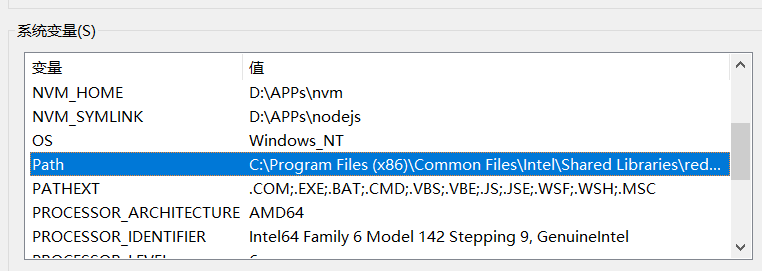 系统变量(S)
变量 值
NVM_HOME D:\APPs\nvm
NVM_SYMLINK D:\APPs\nodejs
OS Windows_NT
Path C:\Program Files (x86)\Common Files\Intel\Shared Libraries\red...
PATHEXT .COM;.EXE;.BAT;.CMD;.VBS;.VBE;.JS;.JSE;.WSF;.WSH;.MSC
PROCESSOR_ARCHITECTURE AMD64
PROCESSOR_IDENTIFIER Intel64 Family 6 Model 142 Stepping 9, GenuineIntel
PROCESSOR_LEVEL 6